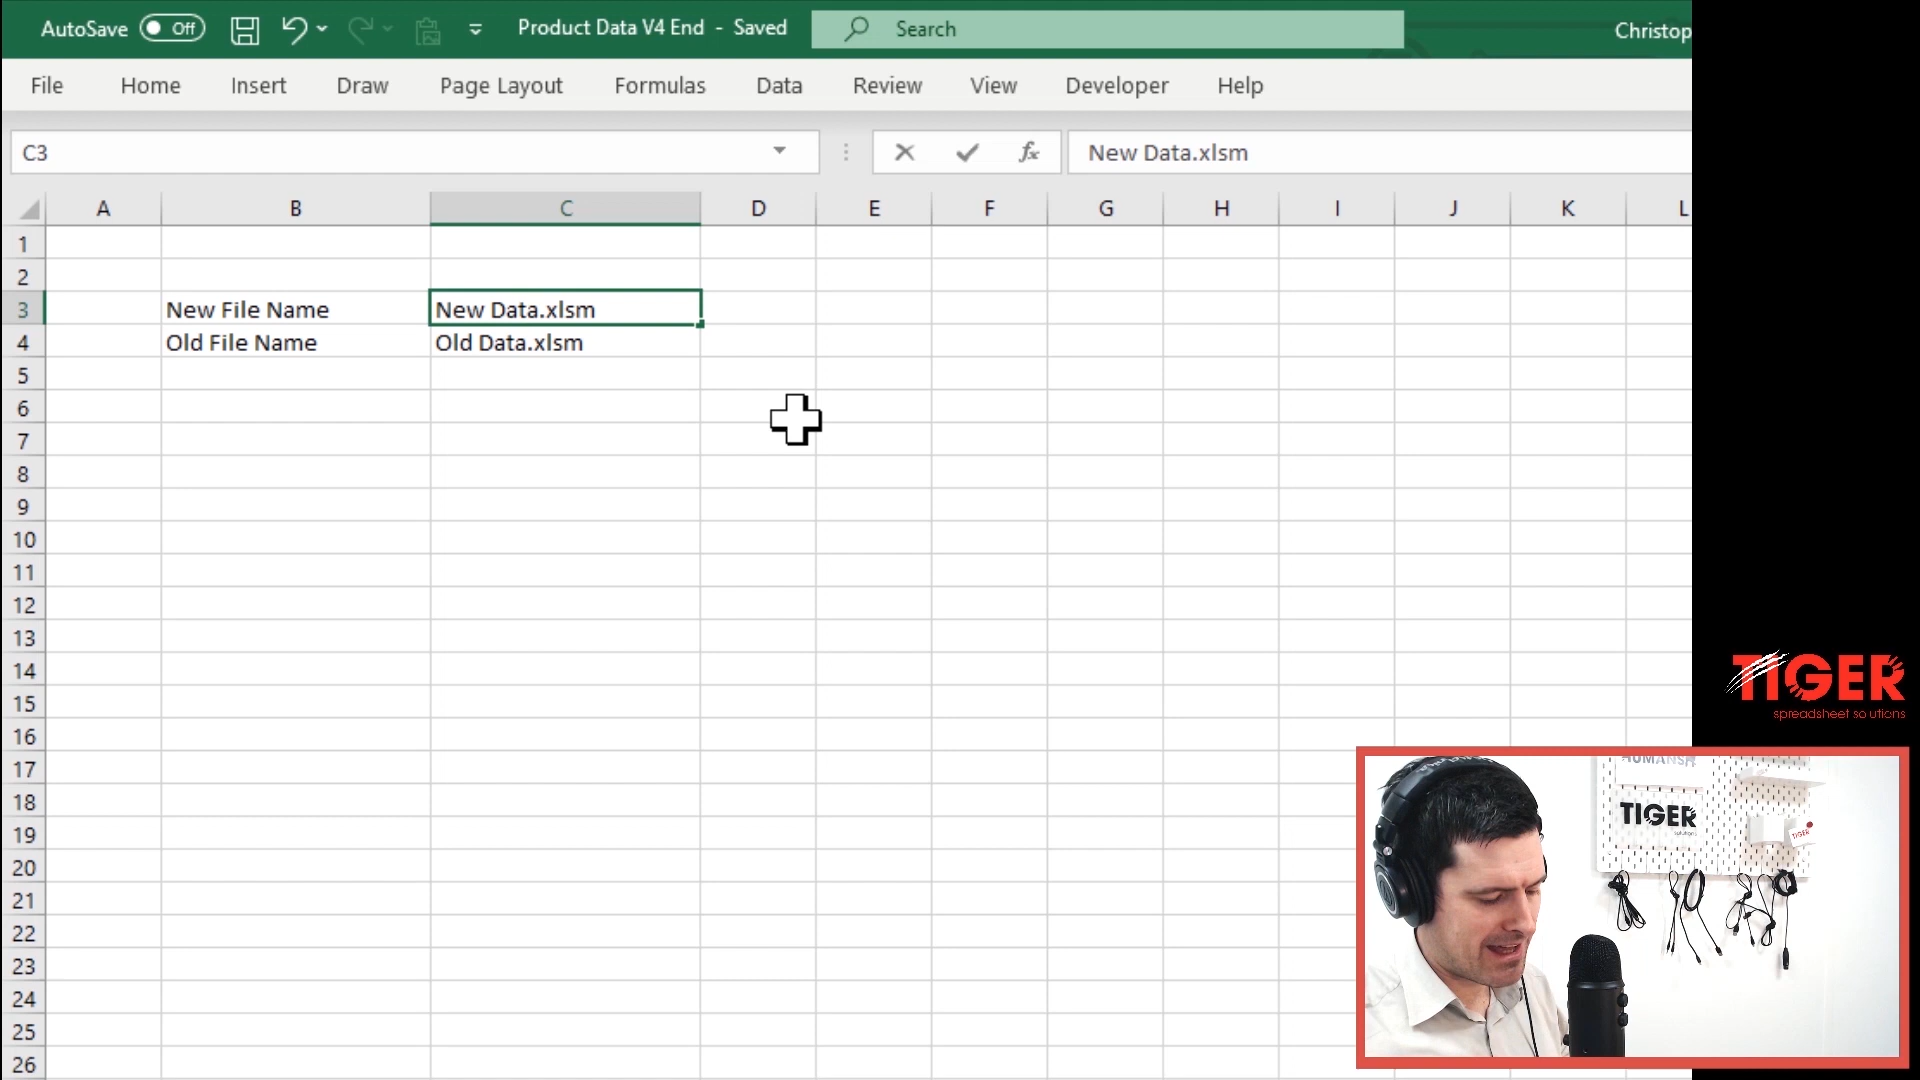 AutoSave Off Product Data V4 End - Saved Search Christop
File Home Insert Draw Page Layout Formulas Data Review View Developer Help
C3 fx New Data.xlsm
A B C D E F G H I J K L
1
2
3 New File Name New Data.xlsm
4 Old File Name Old Data.xlsm
5
6
7
8
9
10
11
12
13
14
15
16
17
18
19
20
21
22
23
24
25
26
TIGER
spreadsheet solutions
TIGER
solutions
TIGER